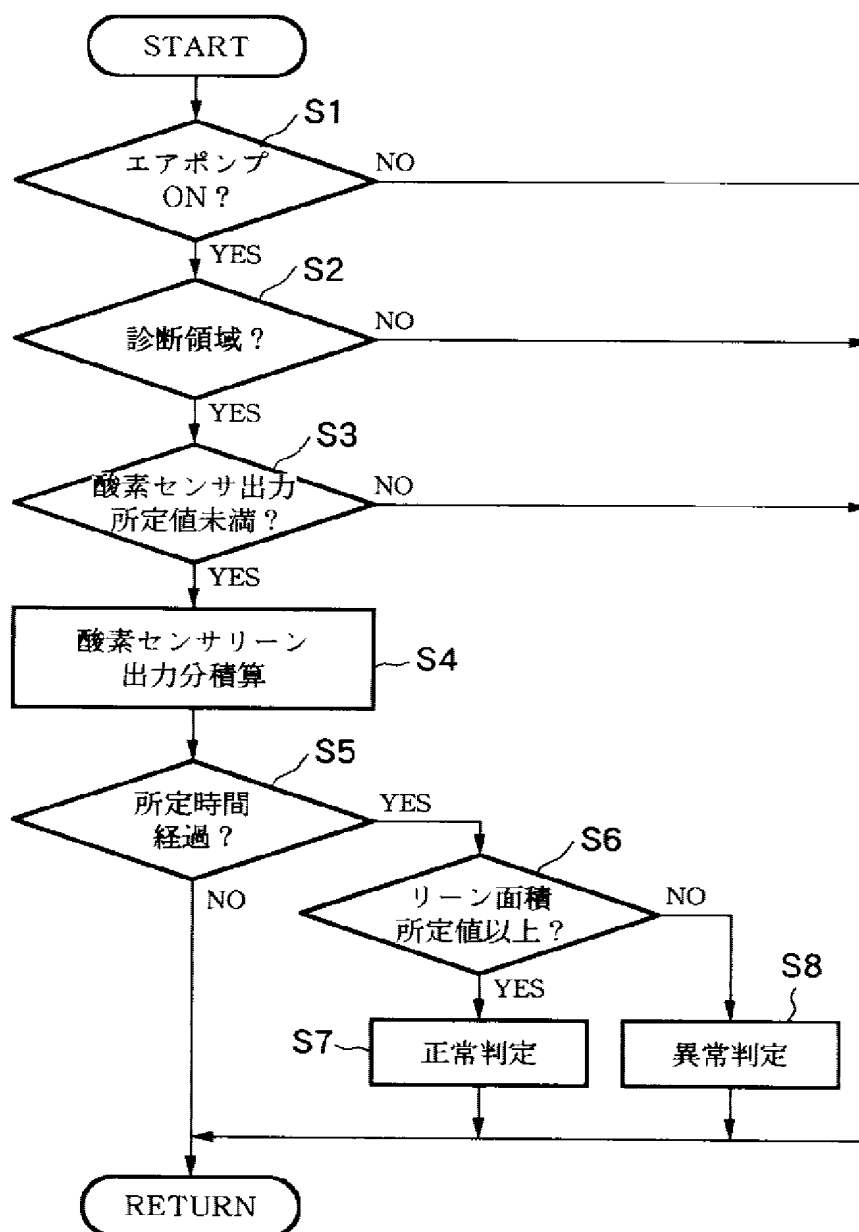 START
S1
エアポンプ
ON？
NO
YES
S2
診断領域？
NO
YES
S3
酸素センサ出力
所定値未満？
NO
YES
酸素センサリーン
出力分積算
S4
S5
所定時間
経過？
YES
NO
S6
リーン面積
所定値以上？
NO
YES
S7
正常判定
S8
異常判定
RETURN